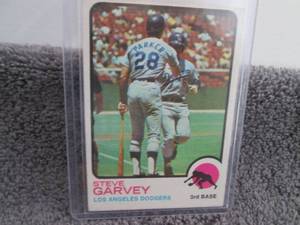 PARKER
28
STEVE
GARVEY
LOS ANGELES DODGERS
3rd BASE